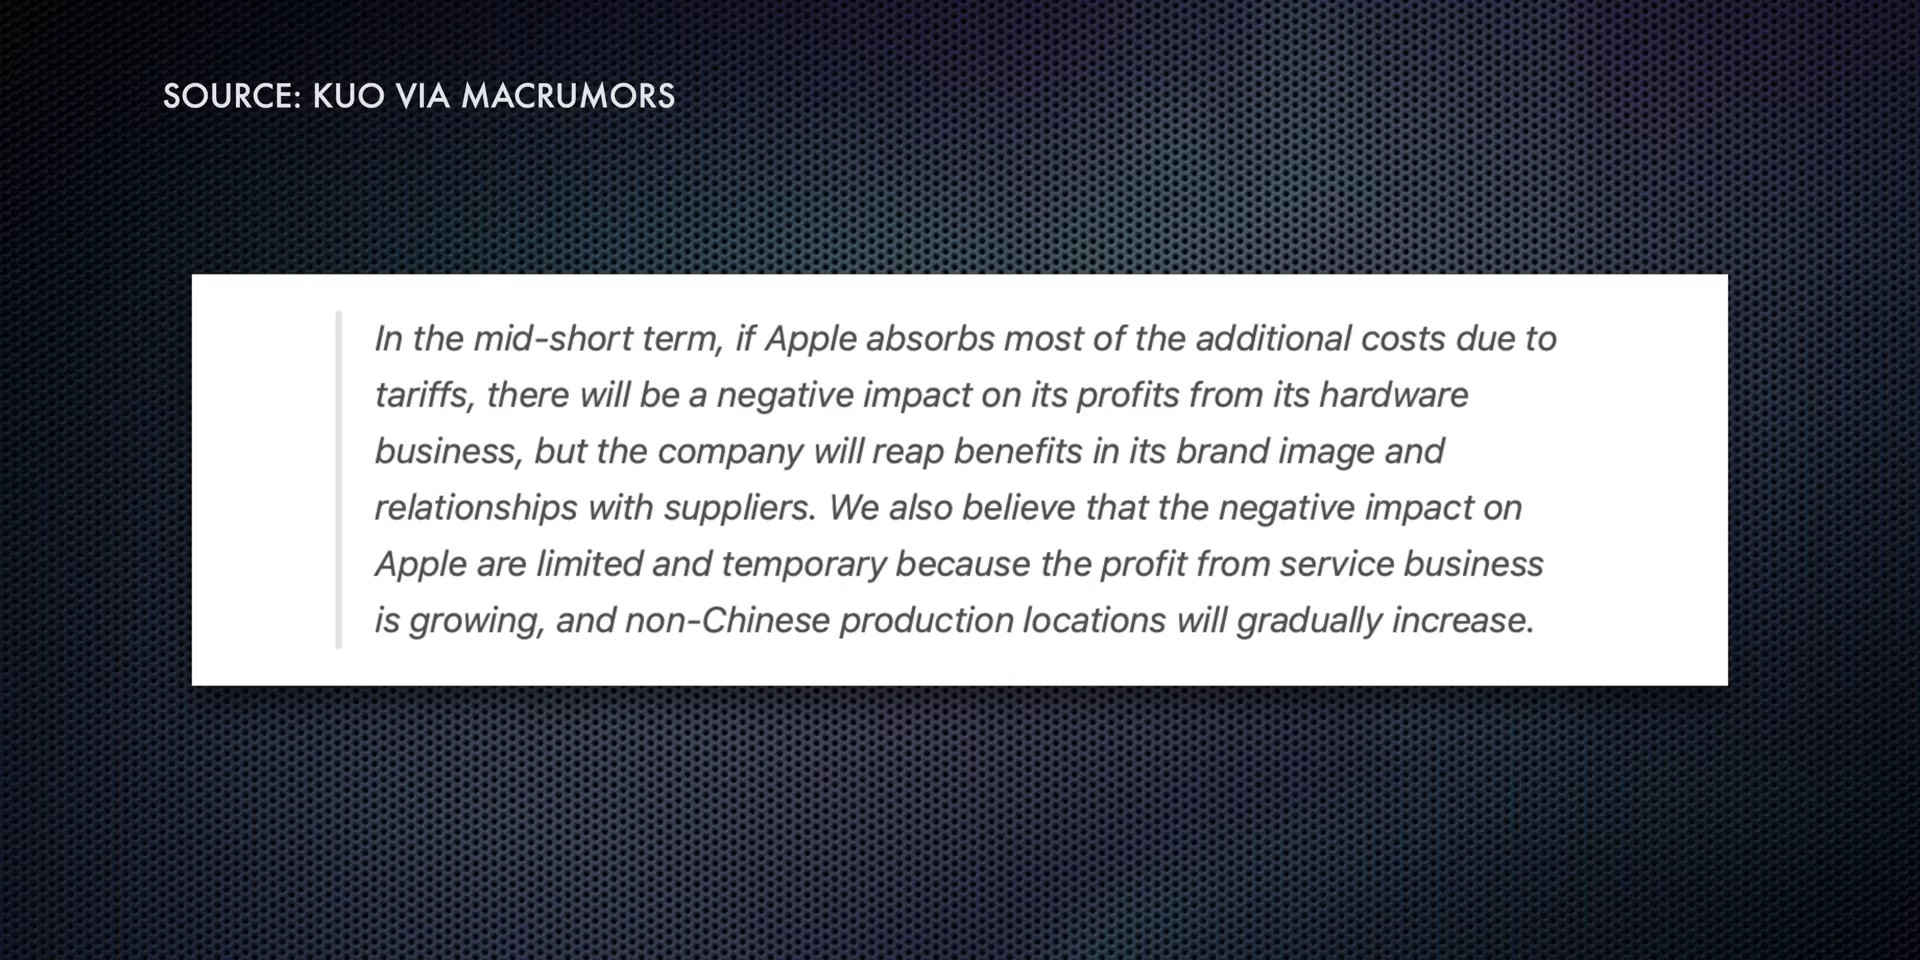 SOURCE: KUO VIA MACRUMORS
In the mid-short term, if Apple absorbs most of the additional costs due to
tariffs, there will be a negative impact on its profits from its hardware
business, but the company will reap benefits in its brand image and
relationships with suppliers. We also believe that the negative impact on
Apple are limited and temporary because the profit from service business
is growing, and non-Chinese production locations will gradually increase.